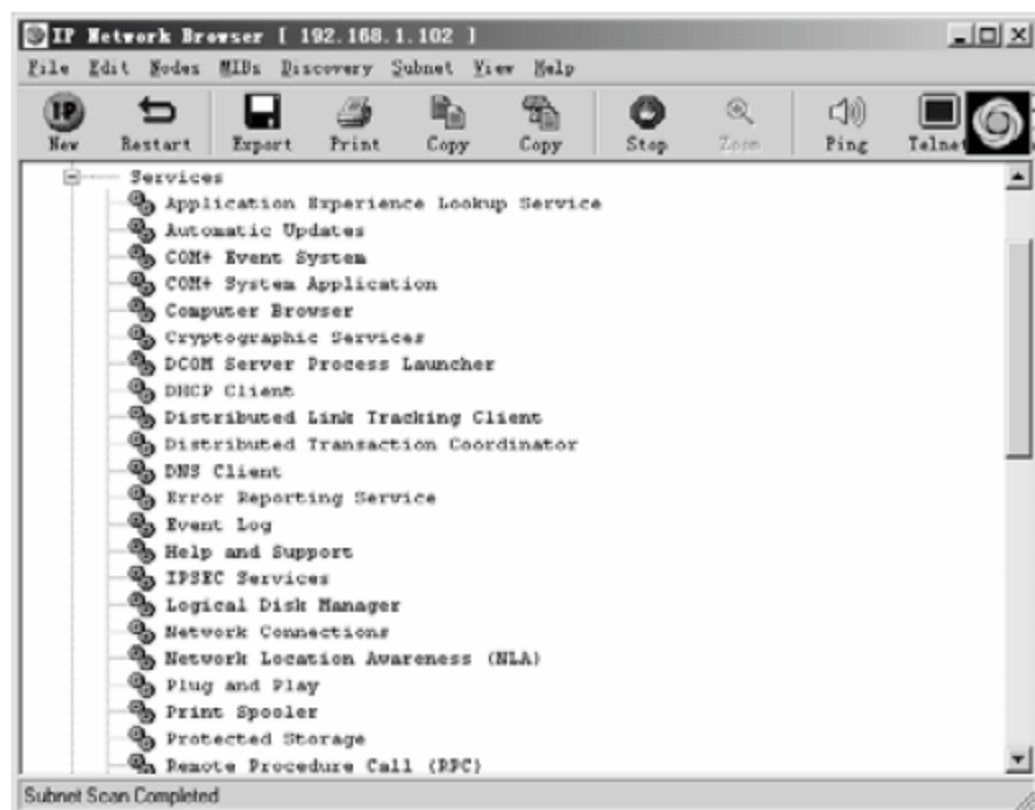 IP Network Browser [ 192.168.1.102 ]
File Edit Nodes MIBs Discovery Subnet View Help
IP
New Restart Export Print Copy Copy Stop Zoom Ping Telnet
Services
Application Experience Lookup Service
Automatic Updates
COM+ Event System
COM+ System Application
Computer Browser
Cryptographic Services
DCOM Server Process Launcher
DHCP Client
Distributed Link Tracking Client
Distributed Transaction Coordinator
DNS Client
Error Reporting Service
Event Log
Help and Support
IPSEC Services
Logical Disk Manager
Network Connections
Network Location Awareness (NLA)
Plug and Play
Print Spooler
Protected Storage
Remote Procedure Call (RPC)
Subnet Scan Completed